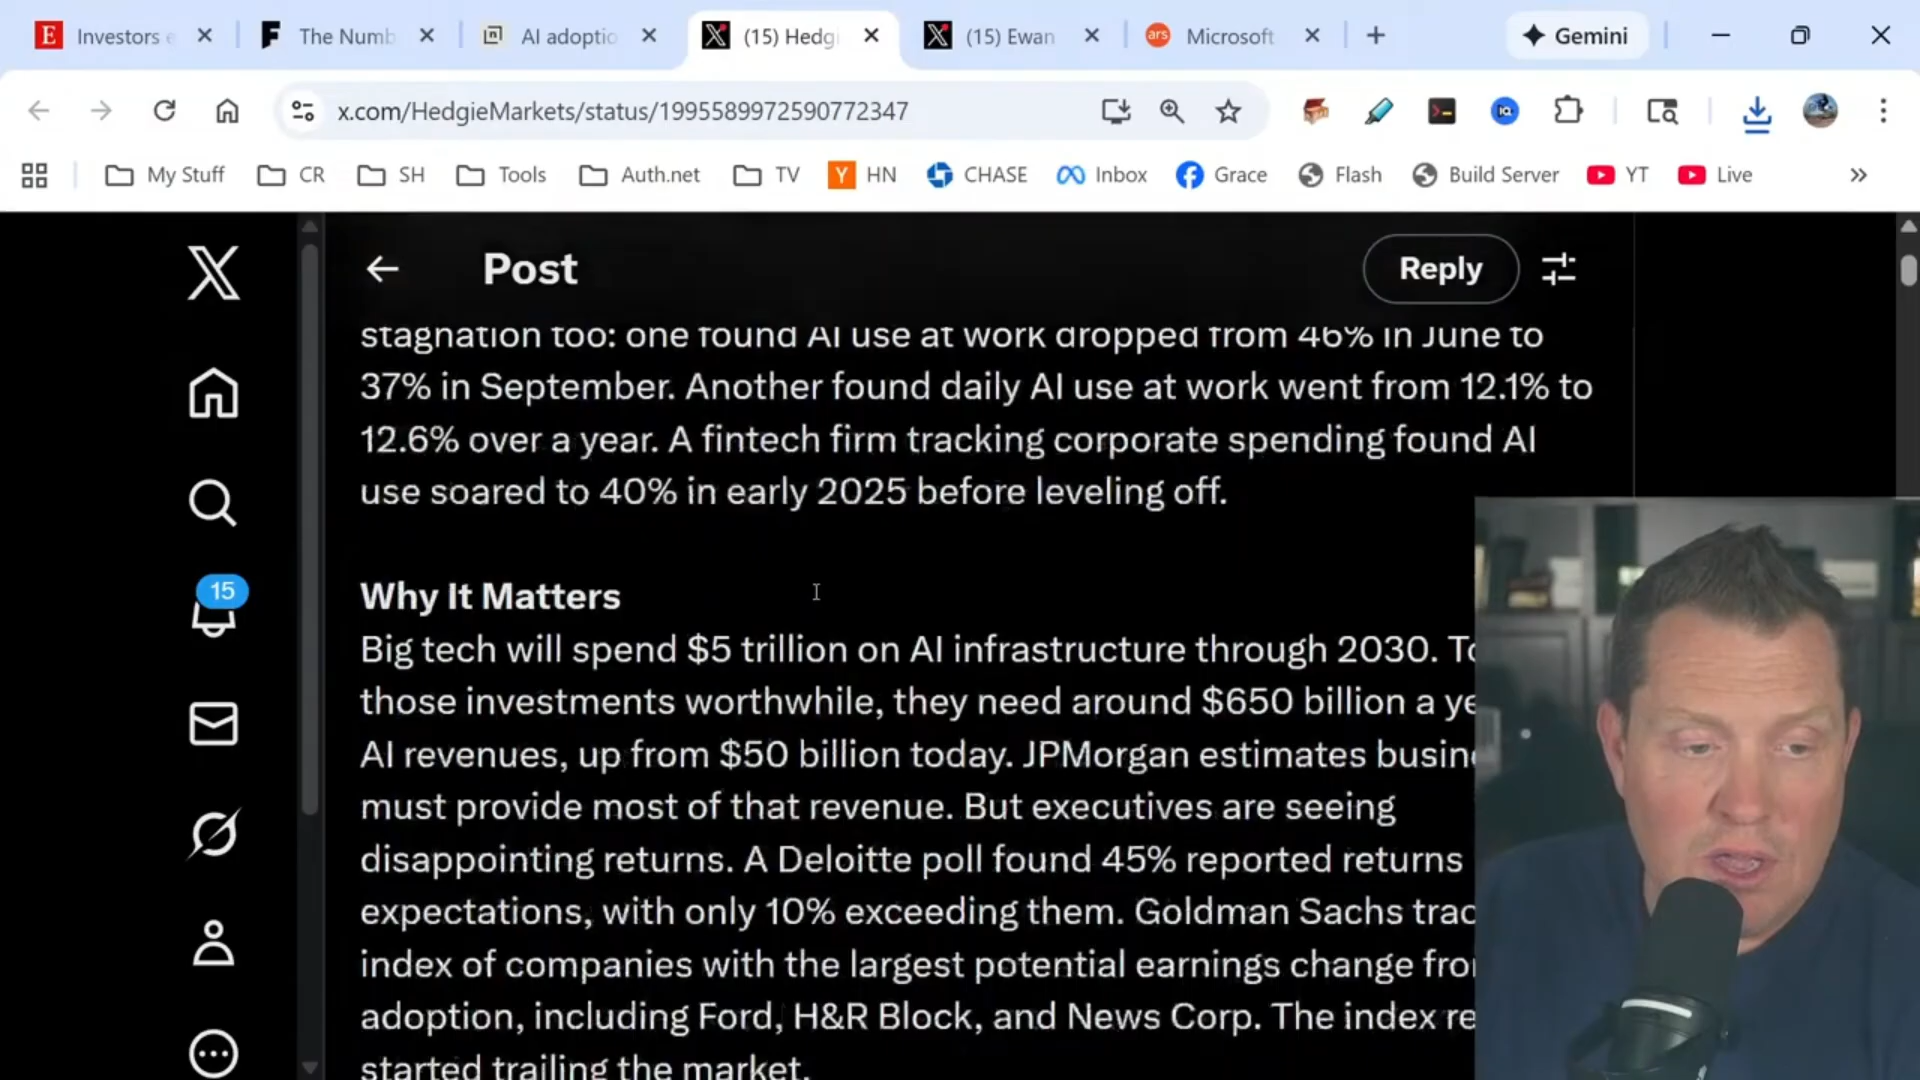 E Investors
The Numb
AI adoptio
(15) Hedg
(15) Ewan
ars Microsoft
Gemini
x.com/HedgieMarkets/status/1995589972590772347
My Stuff
CR
SH
Tools
Auth.net
TV
Y HN
CHASE
Inbox
Grace
Flash
Build Server
YT
Live
Post
Reply
stagnation too: one found AI use at work dropped from 46% in June to
37% in September. Another found daily AI use at work went from 12.1% to
12.6% over a year. A fintech firm tracking corporate spending found AI
use soared to 40% in early 2025 before leveling off.
15
Why It Matters
Big tech will spend $5 trillion on AI infrastructure through 2030.
those investments worthwhile, they need around $650 billion a
AI revenues, up from $50 billion today. JPMorgan estimates
must provide most of that revenue. But executives are seeing
disappointing returns. A Deloitte poll found 45% reported returns
expectations, with only 10% exceeding them. Goldman Sachs
index of companies with the largest potential earnings change
adoption, including Ford, H&R Block, and News Corp. The index
started trailing the market.